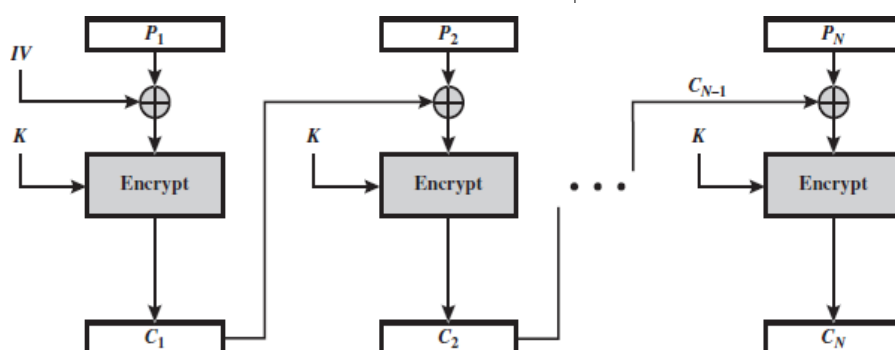 P1 P2 PN
IV
CN−1
K K K
Encrypt Encrypt Encrypt
• • •
C1 C2 CN